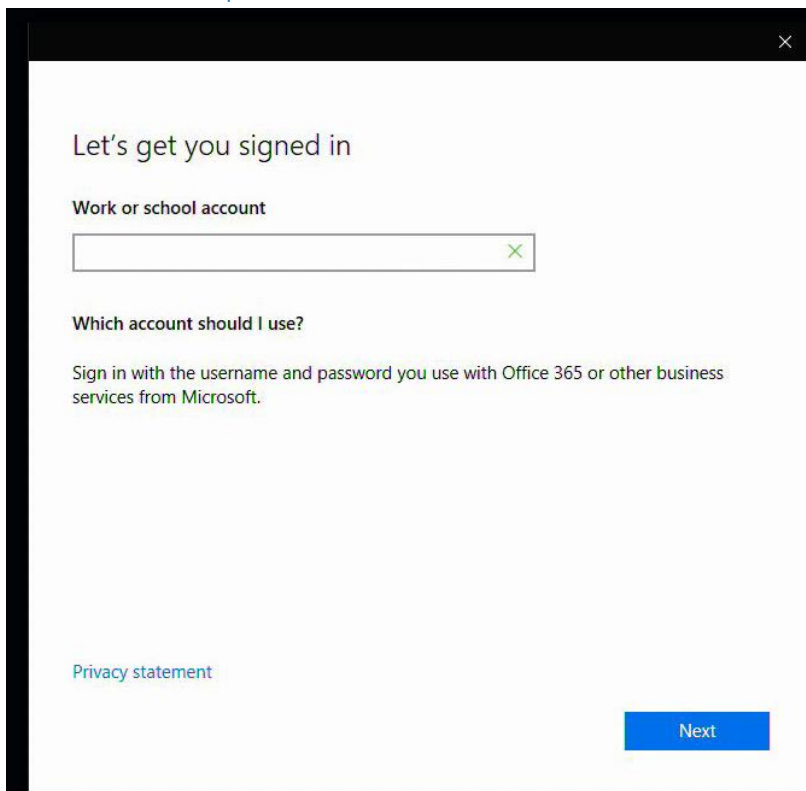 Let's get you signed in
Work or school account
Which account should I use?
Sign in with the username and password you use with Office 365 or other business
services from Microsoft.
Privacy statement
Next